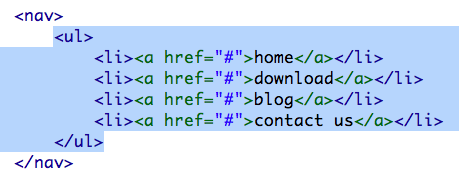 <nav>
<ul>
<li><a href="#">home</a></li>
<li><a href="#">download</a></li>
<li><a href="#">blog</a></li>
<li><a href="#">contact us</a></li>
</ul>
</nav>